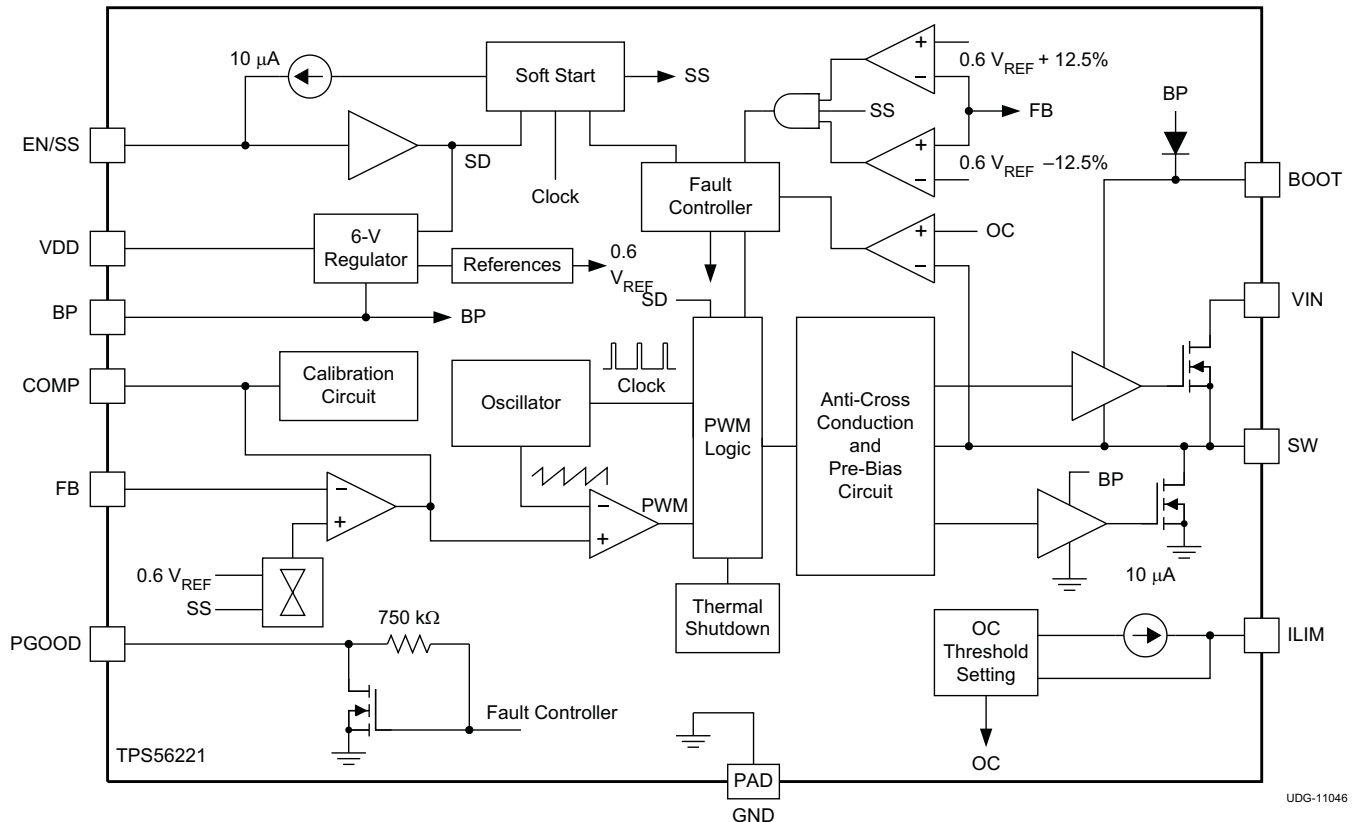 10 μA
Soft Start
SS
EN/SS
SD
Clock
0.6 V_REF + 12.5%
SS
FB
0.6 V_REF –12.5%
BP
BOOT
Fault
Controller
OC
VDD
6-V
Regulator
References
0.6
V_REF
SD
BP
BP
VIN
COMP
Calibration
Circuit
Oscillator
Clock
PWM
Logic
Anti-Cross
Conduction
and
Pre-Bias
Circuit
SW
FB
–
+
PWM
–
+
+
–
+
–
+
–
BP
0.6 V_REF
SS
10 μA
Thermal
Shutdown
PGOOD
750 kΩ
Fault Controller
OC
Threshold
Setting
ILIM
OC
TPS56221
PAD
GND
UDG-11046